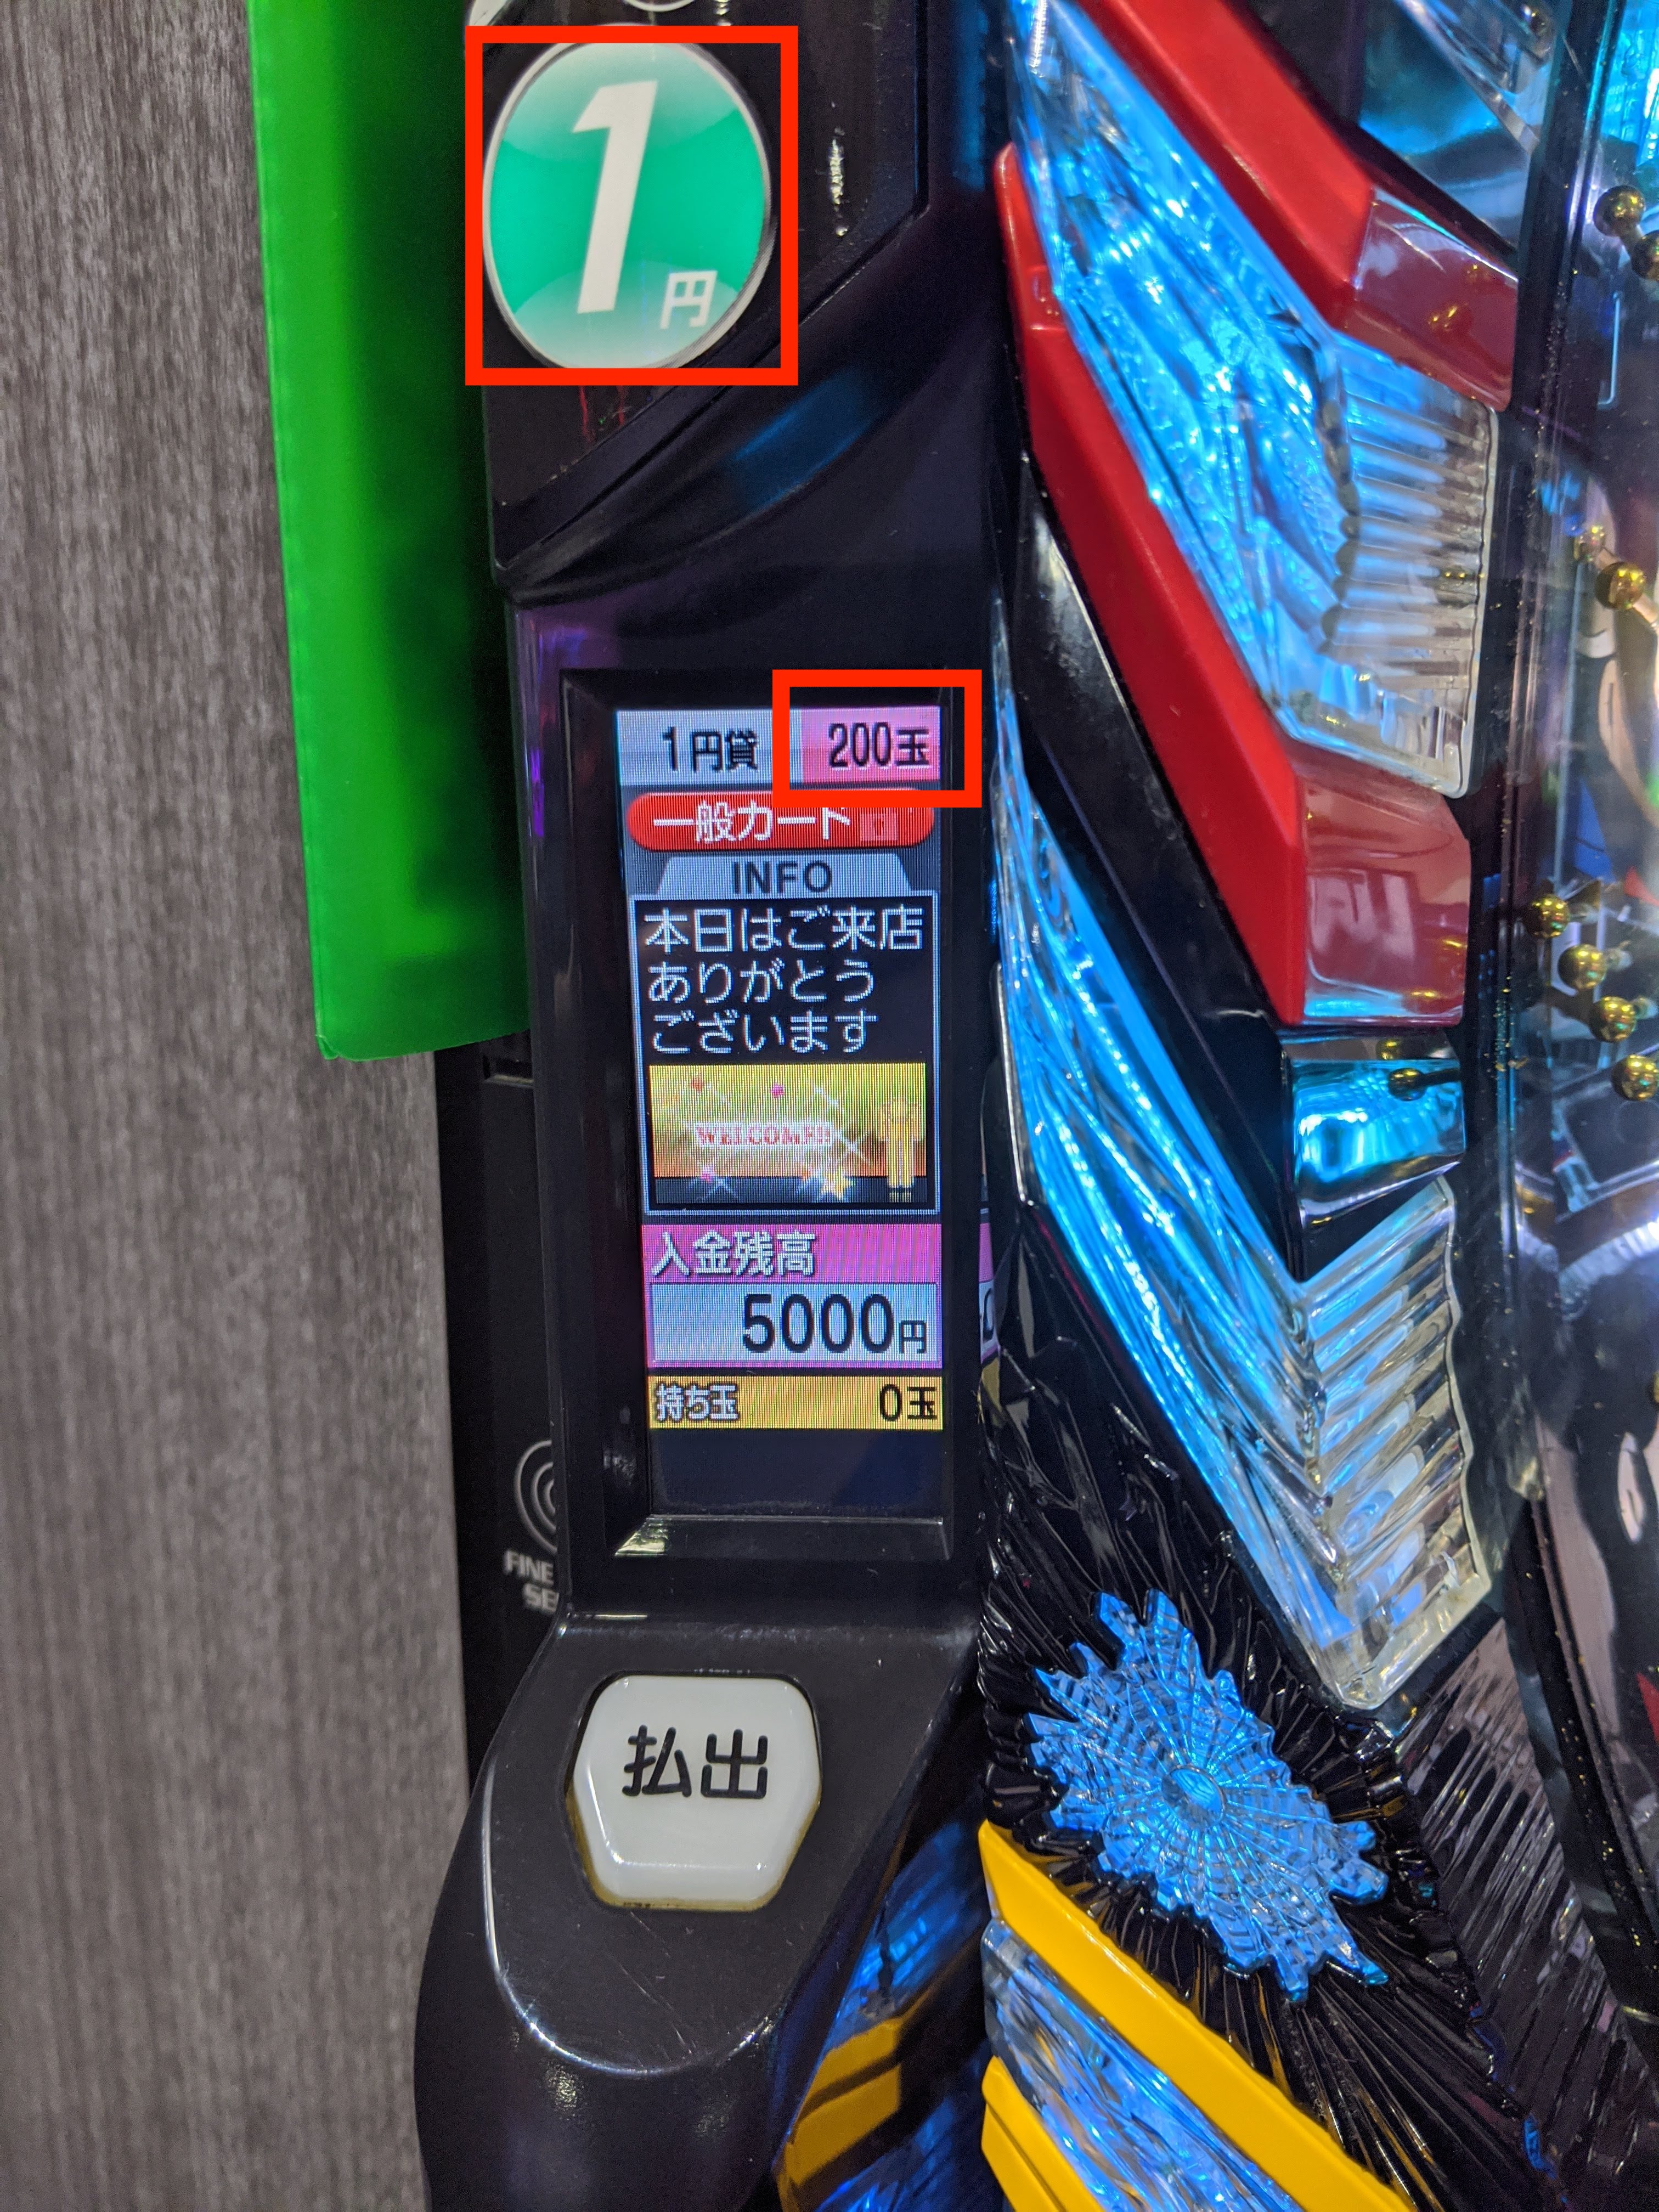 1円
1円貸 200玉
一般カード
INFO
本日はご来店
ありがとう
ございます
WELCOME!!
入金残高
5000円
持ち玉 0玉
FINE
SE
払出